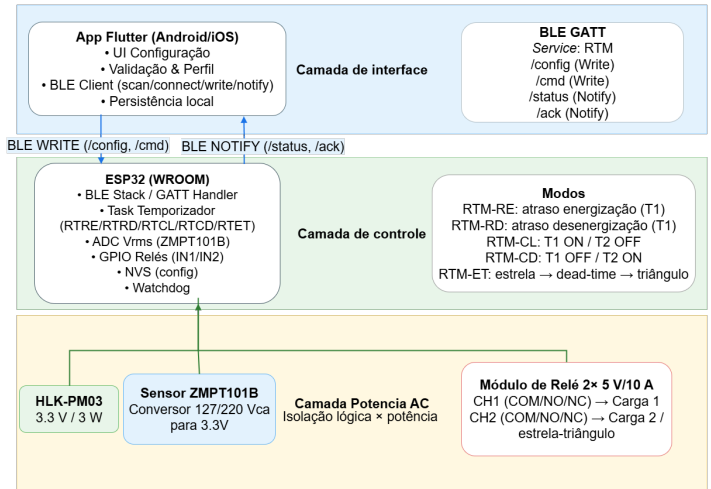 App Flutter (Android/iOS)
• UI Configuração
• Validação & Perfil
• BLE Client (scan/connect/write/notify)
• Persistência local
Camada de interface
BLE GATT
Service: RTM
/config (Write)
/cmd (Write)
/status (Notify)
/ack (Notify)
BLE WRITE (/config, /cmd)
BLE NOTIFY (/status, /ack)
ESP32 (WROOM)
• BLE Stack / GATT Handler
• Task Temporizador
(RTRE/RTRD/RTCL/RTCD/RTET)
• ADC Vrms (ZMPT101B)
• GPIO Relés (IN1/IN2)
• NVS (config)
• Watchdog
Camada de controle
Modos
RTM-RE: atraso energização (T1)
RTM-RD: atraso desenergização (T1)
RTM-CL: T1 ON / T2 OFF
RTM-CD: T1 OFF / T2 ON
RTM-ET: estrela → dead-time → triângulo
HLK-PM03
3.3 V / 3 W
Sensor ZMPT101B
Conversor 127/220 Vca
para 3.3V
Camada Potencia AC
Isolação lógica × potência
Módulo de Relé 2× 5 V/10 A
CH1 (COM/NO/NC) → Carga 1
CH2 (COM/NO/NC) → Carga 2 /
estrela-triângulo